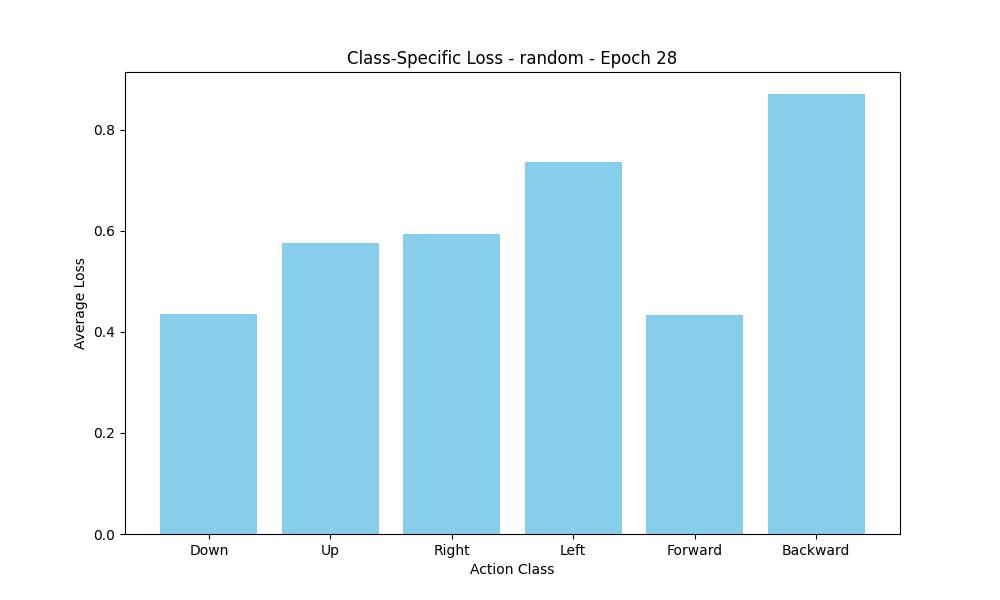 Class-Specific Loss - random - Epoch 28
Average Loss
0.8
0.6
0.4
0.2
0.0
Down Up Right Left Forward Backward
Action Class